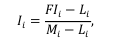 I_i = \frac{FI_i - L_i}{M_i - L_i},